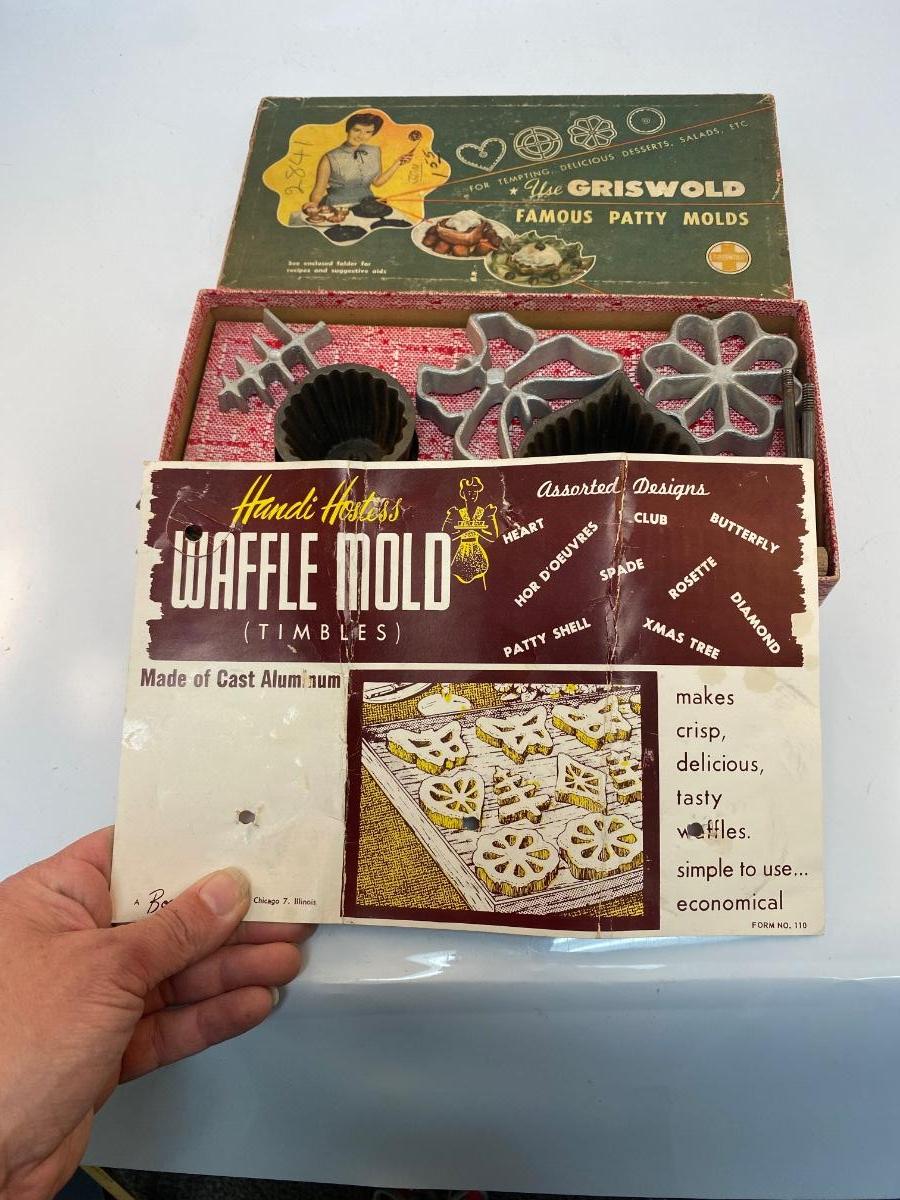 2841
FOR TEMPTING, DELICIOUS DESSERTS, SALADS, ETC
★ Use GRISWOLD
FAMOUS PATTY MOLDS
See enclosed folder for
recipes and suggestive aids
GRISWOLD
Handi Hostess
WAFFLE MOLD
(TIMBLES)
Assorted Designs
HEART
CLUB
BUTTERFLY
HOR D'OEUVRES
SPADE
ROSETTE
DIAMOND
PATTY SHELL
XMAS TREE
Made of Cast Aluminum
makes
crisp,
delicious,
tasty
waffles.
simple to use...
economical
A
Chicago 7, Illinois
FORM NO. 110